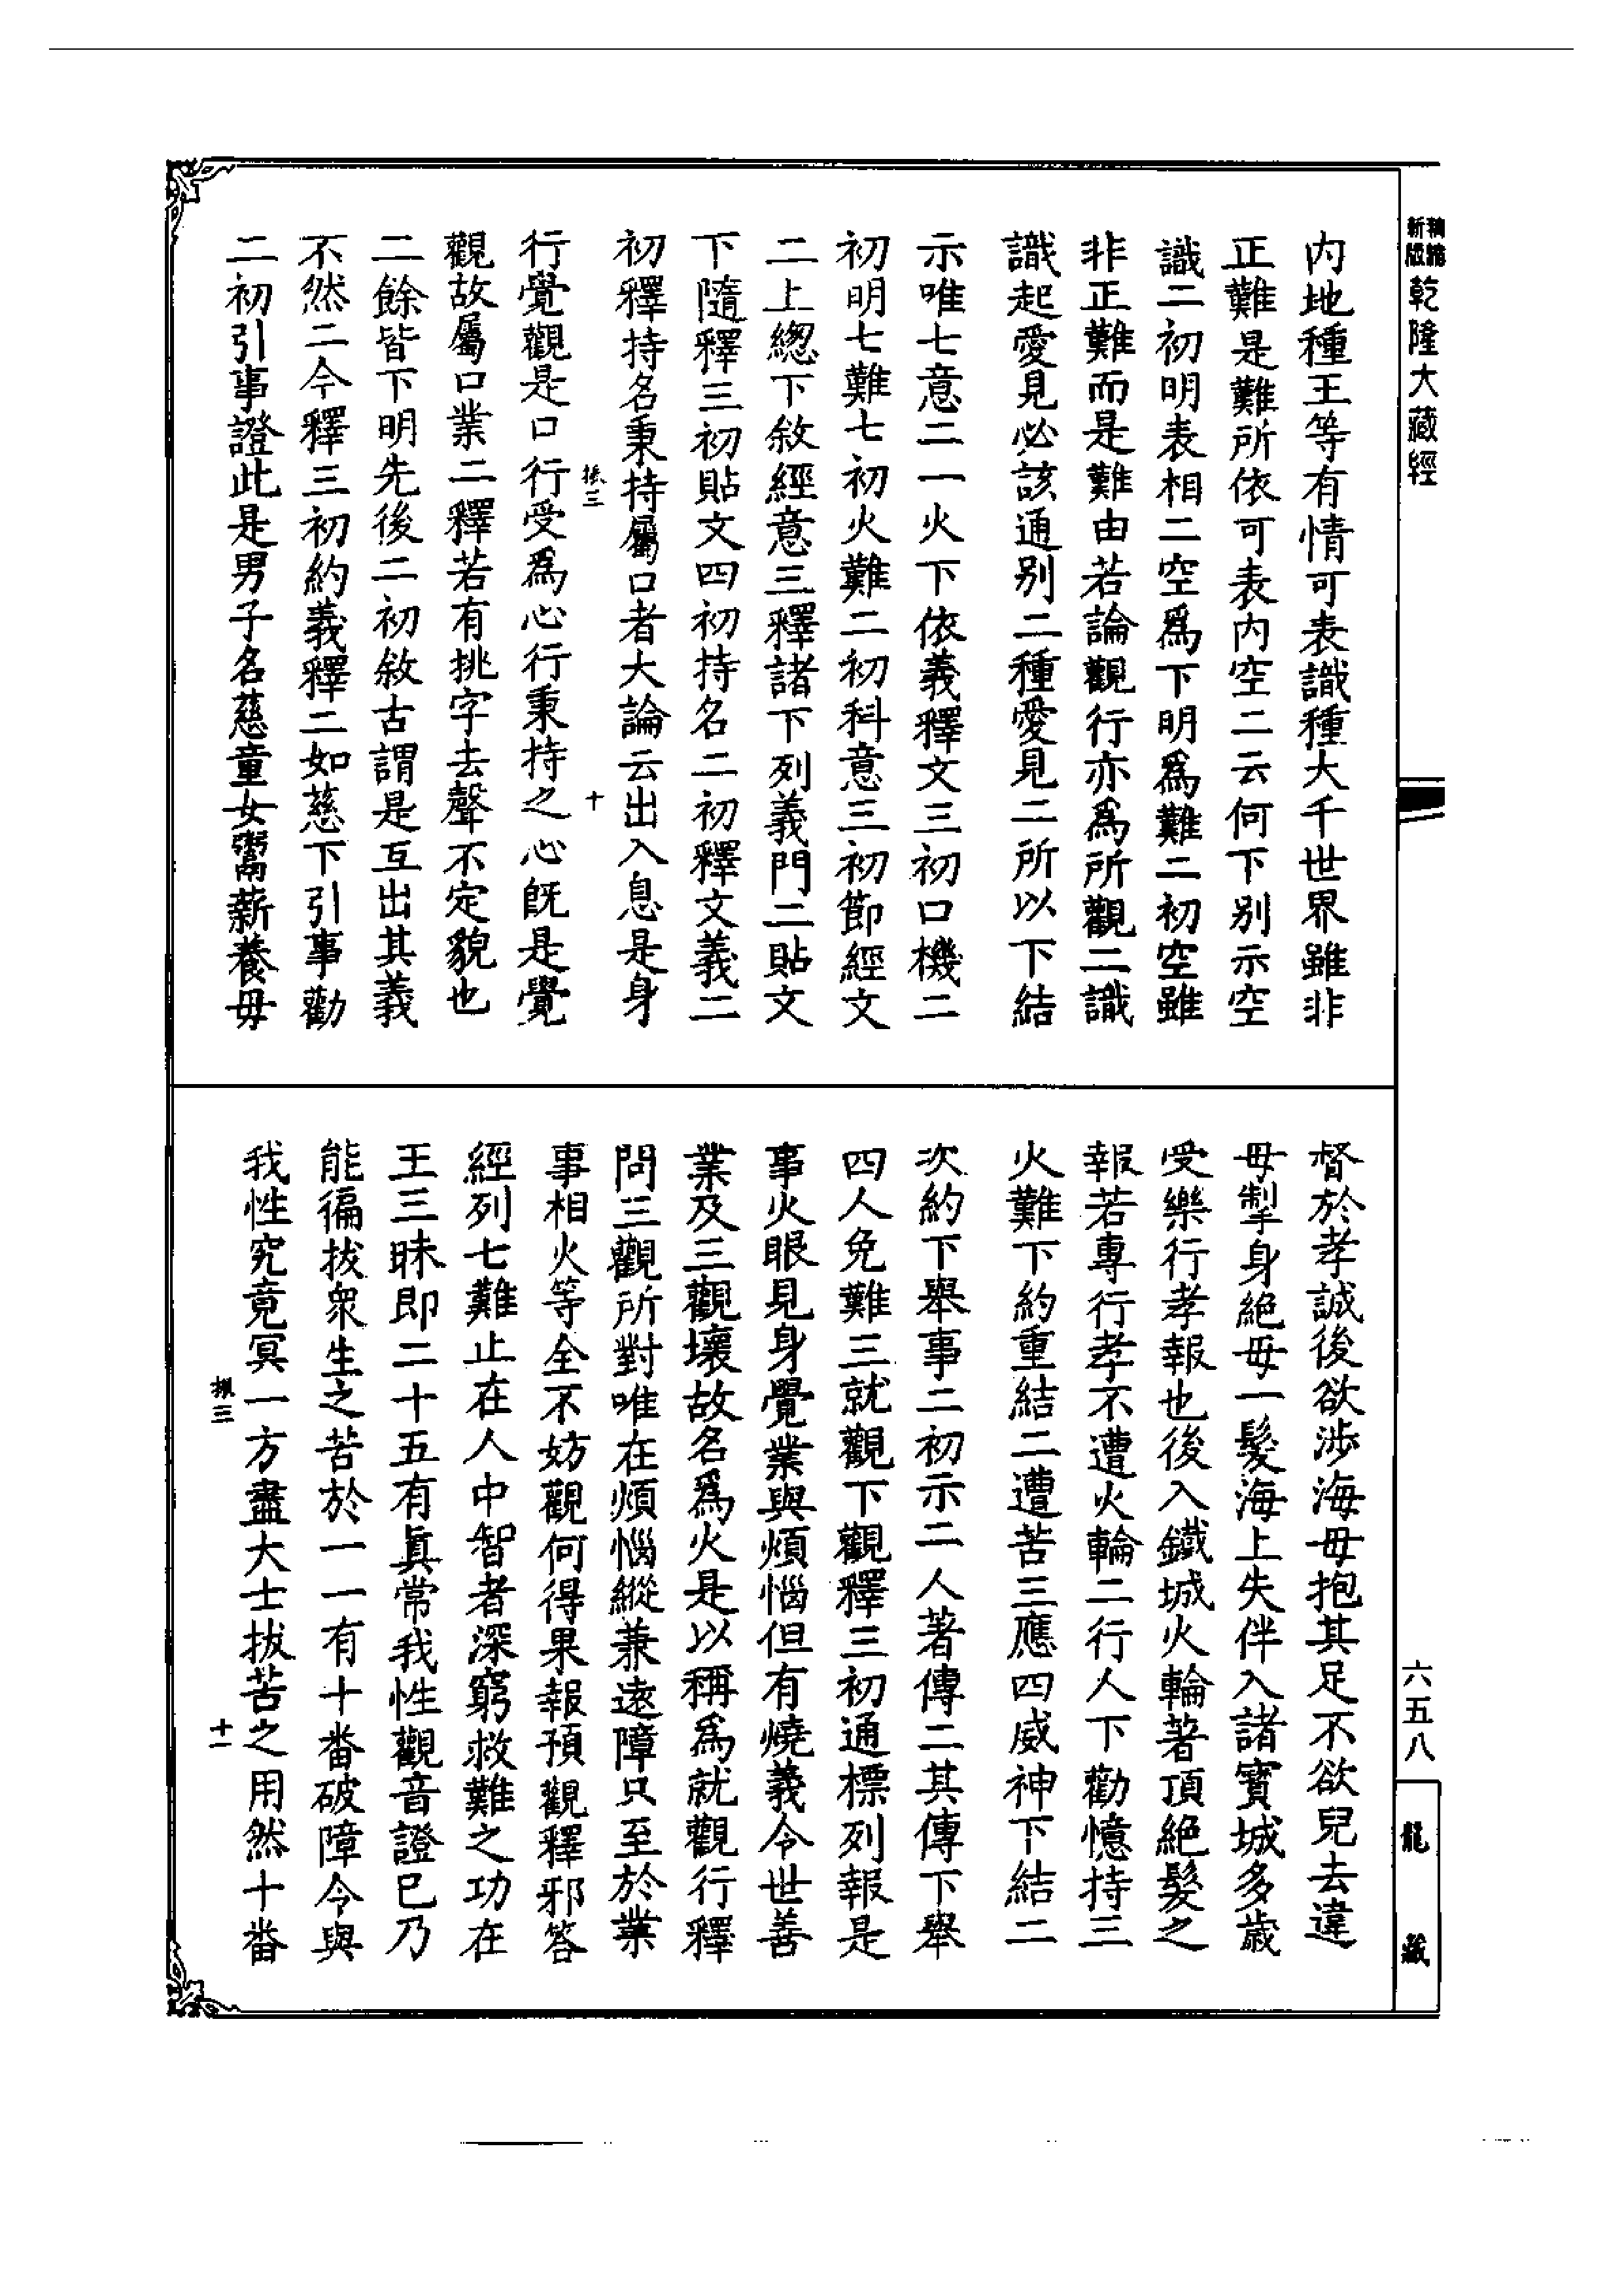 新版
乾隆大藏經
內地種王等有情可表識種大千世界雖非
正難是難所依可表內空二云何下別示空
識二初明表相二空為下明為難二初空雖
非正難而是難由若論觀行亦為所觀二識
識起愛見必該通別二種愛見二所以下結
示唯七意二一火下依義釋文三初口機二
初明七難七初火難二初科意三初節經文
二上總下敘經意三釋諸下列義門二貼文
下隨釋三初貼文四初持名二初釋文義二
初釋持名秉持屬口者大論云出入息是身
三
十
行覺觀是口行受為心行秉持之心既是覺
觀故屬口業二釋若有挑字去聲不定貌也
二餘皆下明先後二初敘古謂是互出其義
不然二今釋三初約義釋二如慈下引事勸
二初引事證此是男子名慈童女鬻薪養母
督於孝誠後欲涉海母抱其足不欲兒去違
母掣身絕母一髮海上失伴入諸寶城多歲
受樂行孝報也後入鐵城火輪著頂絕髮之
報若專行孝不遭火輪二行人下勸憶持三
火難下約重結二遭苦三應四威神下結二
次約下舉事二初示二人著傳二其傳下舉
四人免難三就觀下觀釋三初通標列報是
事火眼見身覺業與煩惱但有燒義令世善
業及三觀壞故名為火是以稱為就觀行釋
問三觀所對唯在煩惱縱兼遠障只至於業
事相火等全不妨觀何得果報預觀釋邪答
經列七難止在人中智者深窮救難之功在
王三昧即二十五有真常我性觀音證已乃
能徧拔眾生之苦於一一有十番破障今與
我性究竟冥一方盡大士拔苦之用然十番
三
十一
六五八
龍藏